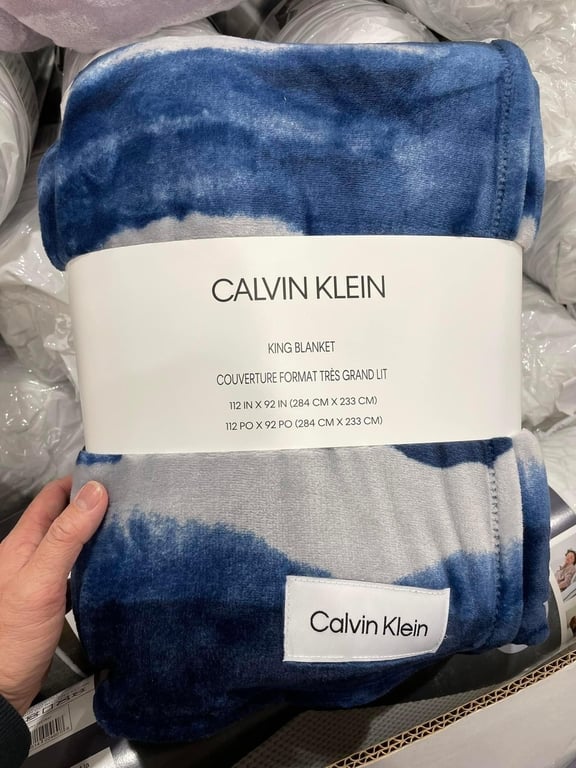 CALVIN KLEIN
KING BLANKET
COUVERTURE FORMAT TRÈS GRAND LIT
112 IN X 92 IN (284 CM X 233 CM)
112 PO X 92 PO (284 CM X 233 CM)
Calvin Klein